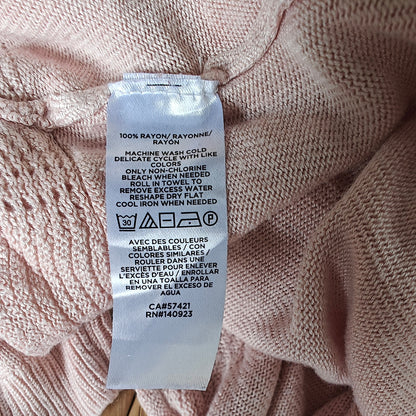 100% RAYON/ RAYONNE/
RAYÓN
MACHINE WASH COLD
DELICATE CYCLE WITH LIKE
COLORS
ONLY NON-CHLORINE
BLEACH WHEN NEEDED
ROLL IN TOWEL TO
REMOVE EXCESS WATER
RESHAPE DRY FLAT
COOL IRON WHEN NEEDED
30 P
AVEC DES COULEURS
SEMBLABLES / CON
COLORES SIMILARES /
ROULER DANS UNE
SERVIETTE POUR ENLEVER
L'EXCÈS D'EAU / ENROLLAR
EN UNA TOALLA PARA
REMOVER EL EXCESO DE
AGUA
CA#57421
RN#140923